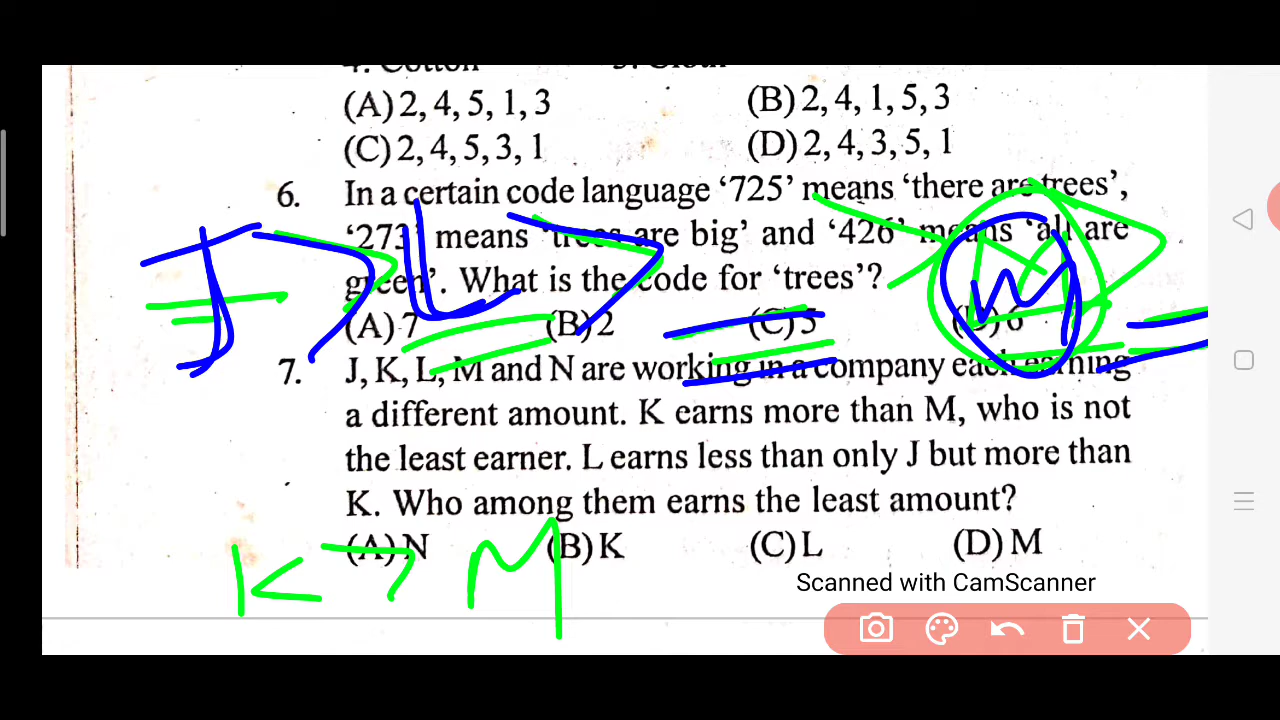 4. Cotton
(A) 2, 4, 5, 1, 3 (B) 2, 4, 1, 5, 3
(C) 2, 4, 5, 3, 1 (D) 2, 4, 3, 5, 1
6. In a certain code language ‘725’ means ‘there are trees’,
‘273’ means ‘trees are big’ and ‘426’ means ‘all are
green’. What is the code for ‘trees’?
(A) 7 (B) 2 (C) 5 (D) 6
7. J, K, L, M and N are working in a company each earning
a different amount. K earns more than M, who is not
the least earner. L earns less than only J but more than
K. Who among them earns the least amount?
(A) N (B) K (C) L (D) M
J > L >
M
K > M
Scanned with CamScanner